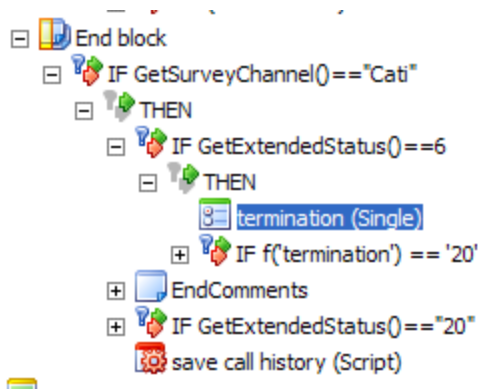 End block
IF GetSurveyChannel()=="Cati"
THEN
IF GetExtendedStatus()==6
THEN
termination (Single)
IF f('termination') == '20'
EndComments
IF GetExtendedStatus()=="20"
save call history (Script)